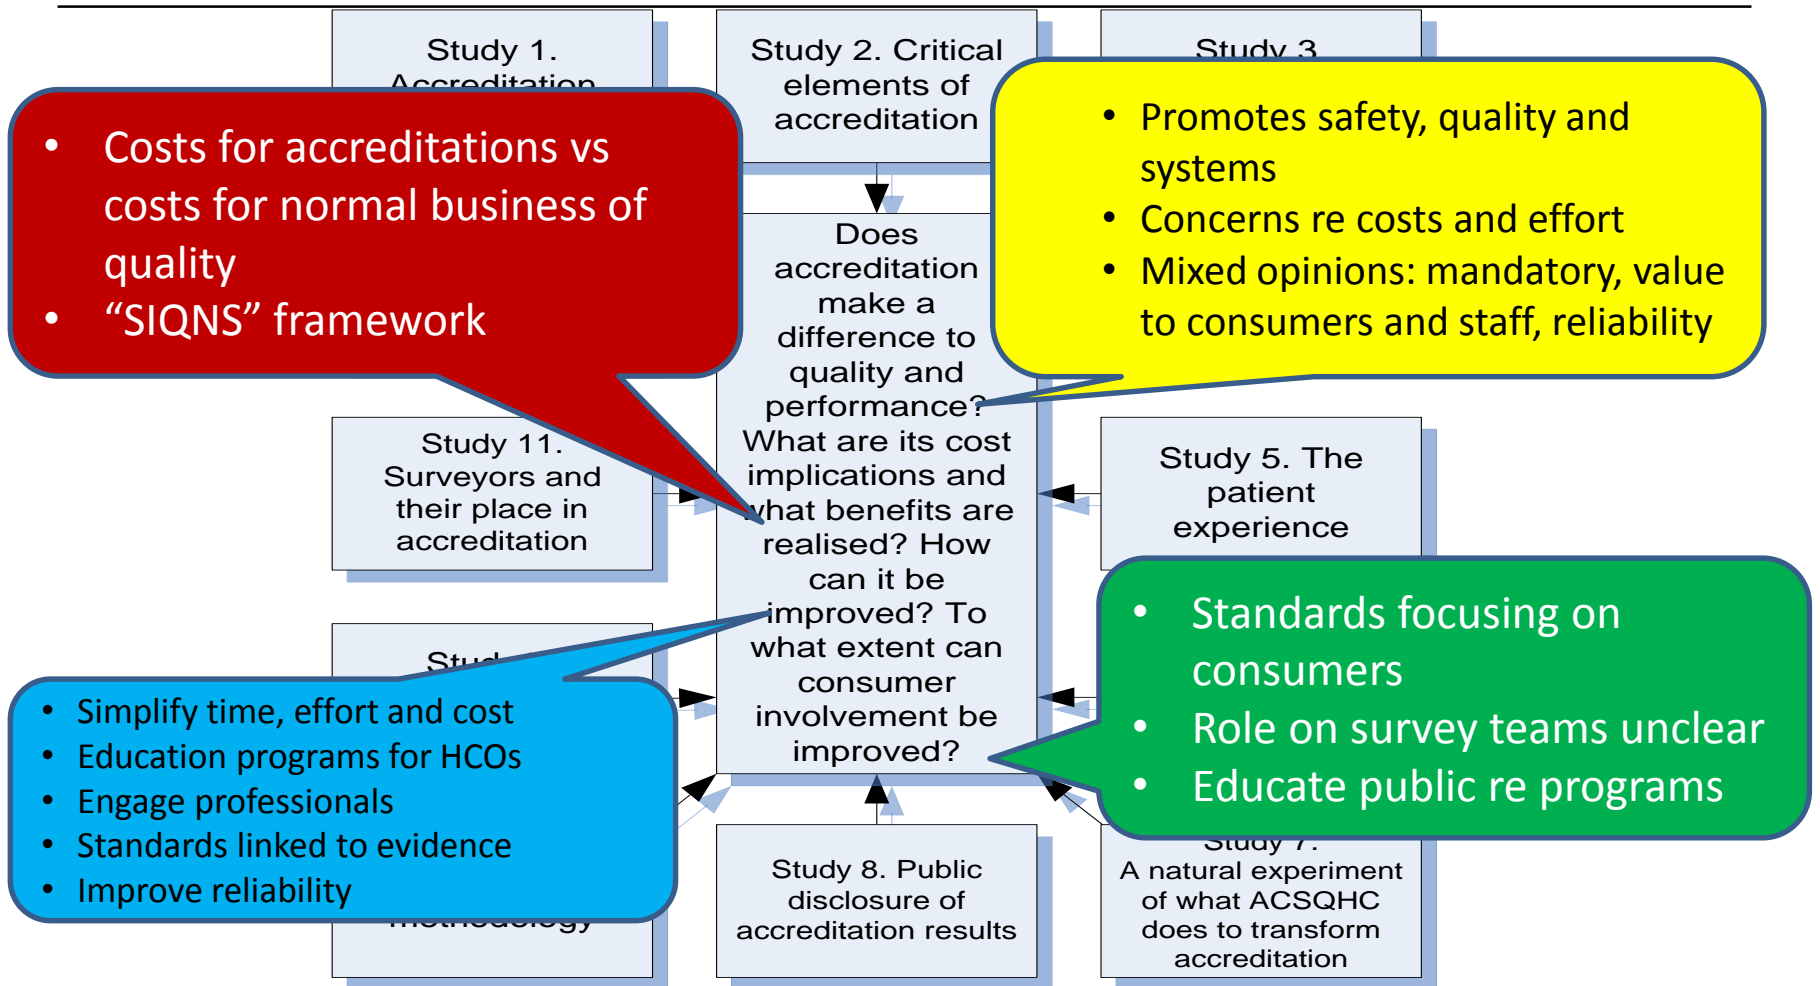 Study 1.
Accreditation
Study 2. Critical
elements of
accreditation
Study 3
• Costs for accreditations vs
costs for normal business of
quality
• “SIQNS” framework
• Promotes safety, quality and
systems
• Concerns re costs and effort
• Mixed opinions: mandatory, value
to consumers and staff, reliability
Does
accreditation
make a
difference to
quality and
performance?
What are its cost
implications and
what benefits are
realised? How
can it be
improved? To
what extent can
consumer
involvement be
improved?
Study 11.
Surveyors and
their place in
accreditation
Study 5. The
patient
experience
• Simplify time, effort and cost
• Education programs for HCOs
• Engage professionals
• Standards linked to evidence
• Improve reliability
methodology
• Standards focusing on
consumers
• Role on survey teams unclear
• Educate public re programs
Study 8. Public
disclosure of
accreditation results
Study 7.
A natural experiment
of what ACSQHC
does to transform
accreditation